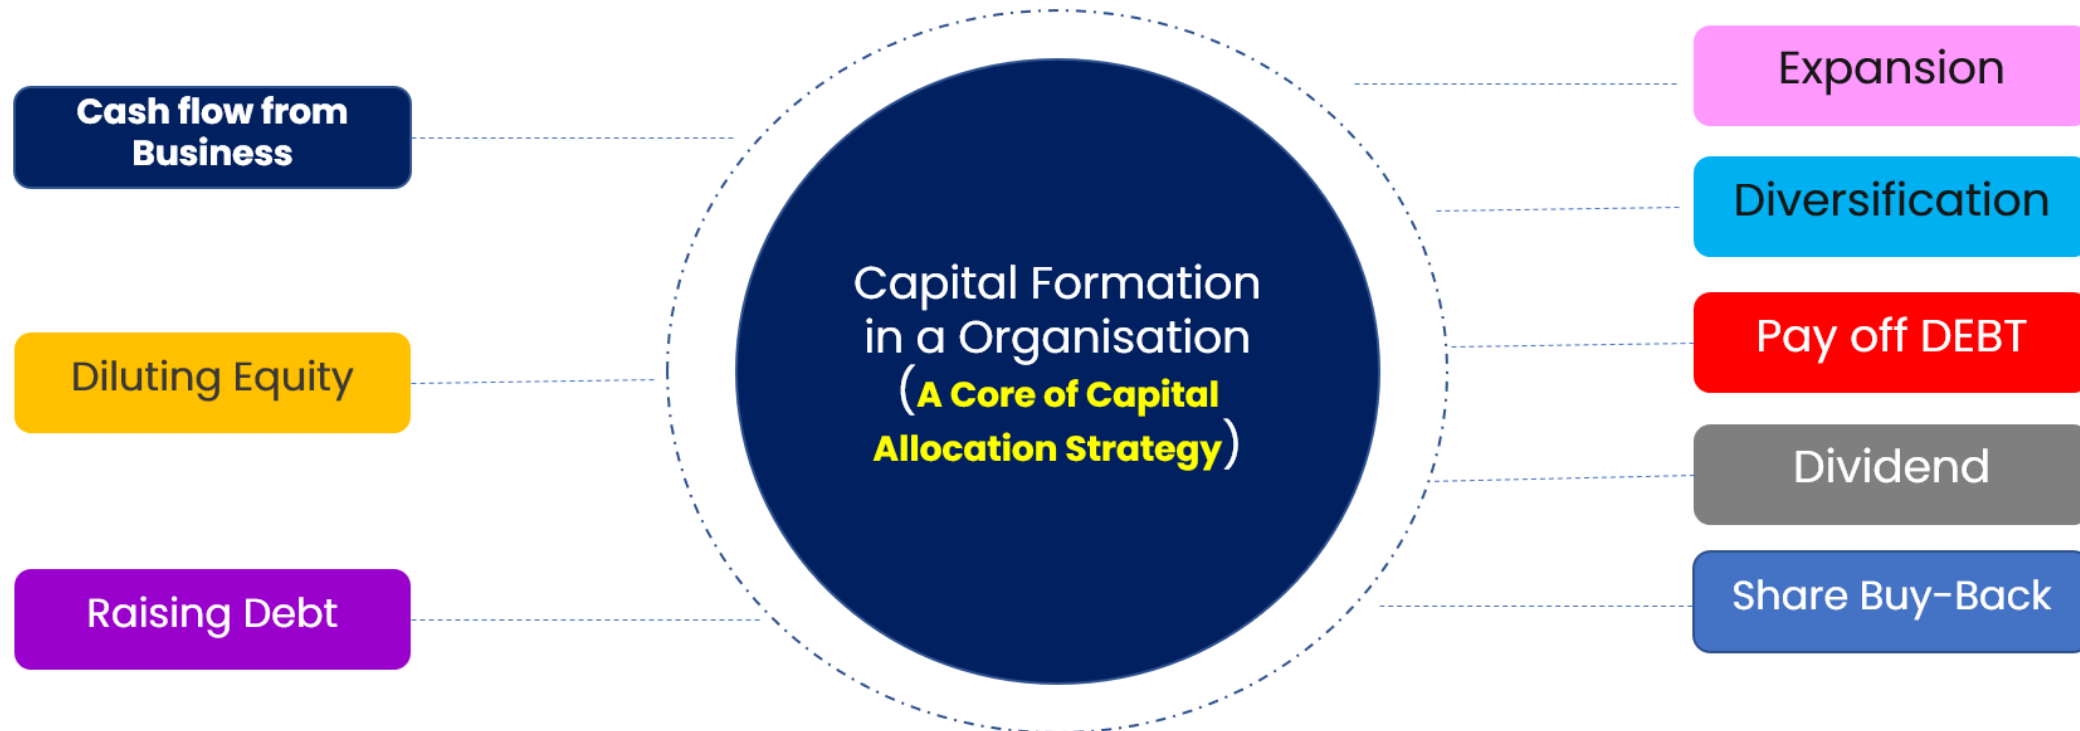 Cash flow from
Business
Diluting Equity
Raising Debt
Capital Formation
in a Organisation
(A Core of Capital
Allocation Strategy)
Expansion
Diversification
Pay off DEBT
Dividend
Share Buy-Back